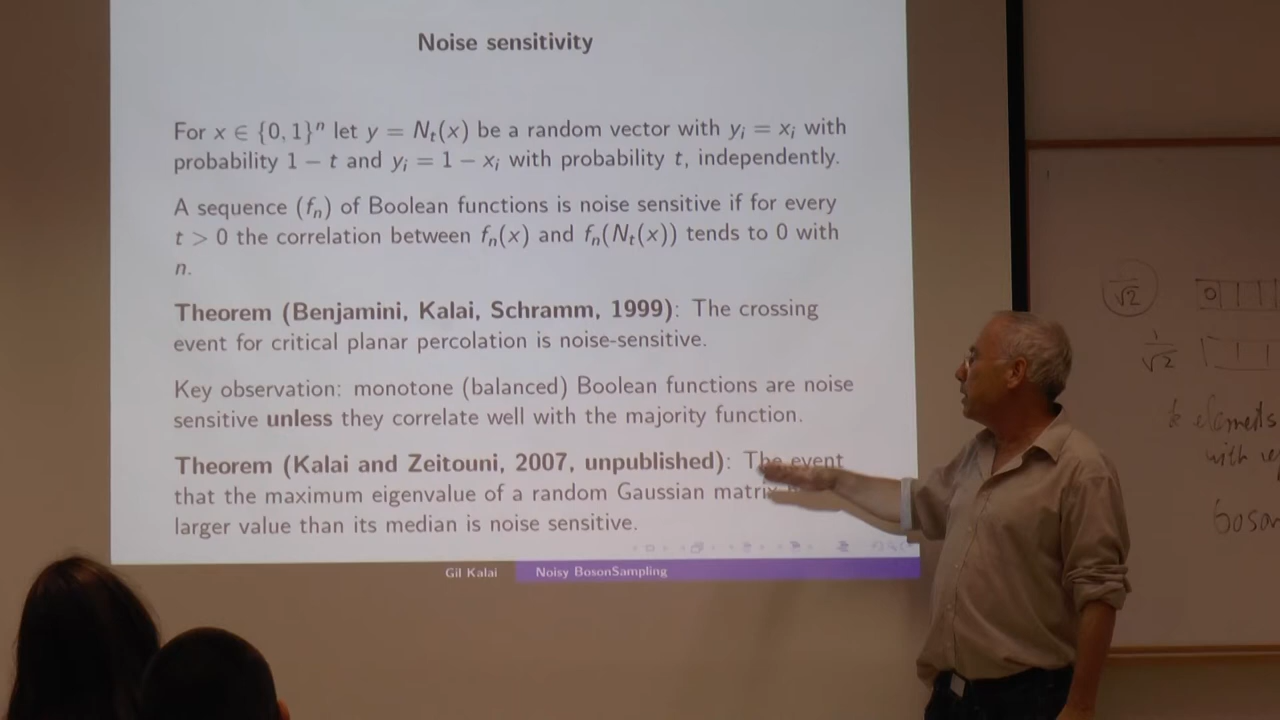 Noise sensitivity
For x ∈ {0, 1}ⁿ let y = Nₜ(x) be a random vector with yᵢ = xᵢ with
probability 1 − t and yᵢ = 1 − xᵢ with probability t, independently.
A sequence (fₙ) of Boolean functions is noise sensitive if for every
t > 0 the correlation between fₙ(x) and fₙ(Nₜ(x)) tends to 0 with
n.
Theorem (Benjamini, Kalai, Schramm, 1999): The crossing
event for critical planar percolation is noise-sensitive.
Key observation: monotone (balanced) Boolean functions are noise
sensitive unless they correlate well with the majority function.
Theorem (Kalai and Zeitouni, 2007, unpublished): The event
that the maximum eigenvalue of a random Gaussian matrix
larger value than its median is noise sensitive.
Gil Kalai Noisy BosonSampling
√2 0
1/√2
elements
with